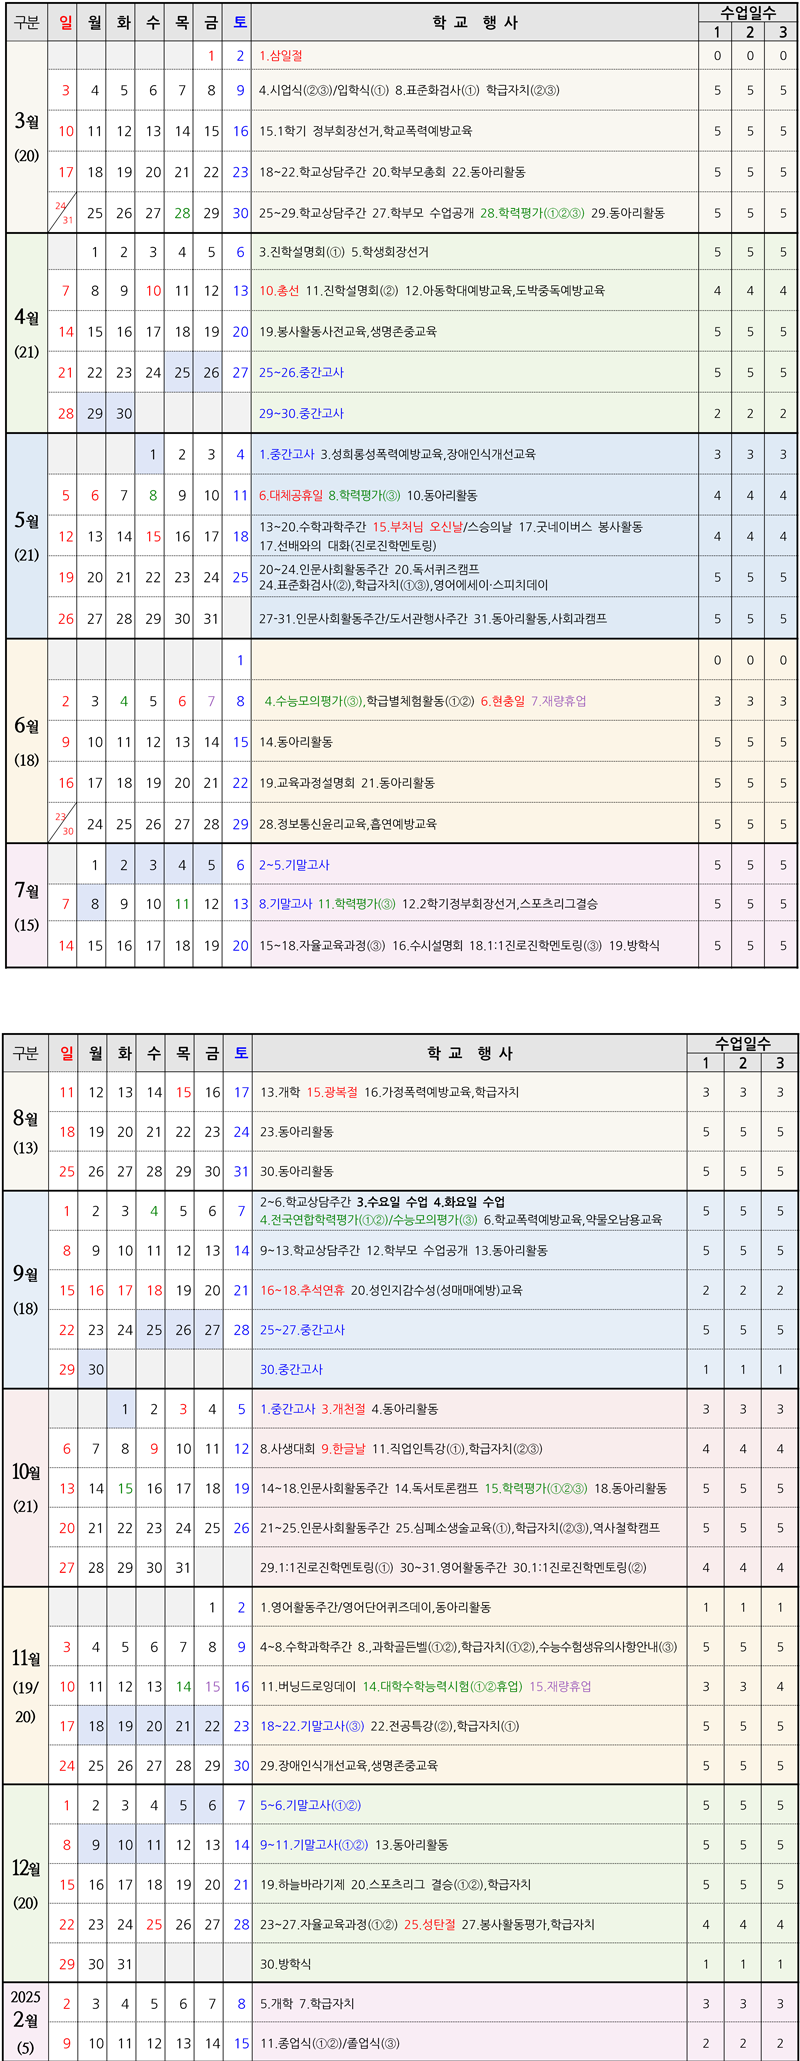 구분 일 월 화 수 목 금 토 학 교 행 사 수업일수
1 2 3
1 2 1.삼일절 0 0 0
3 4 5 6 7 8 9 4.시업식(②③)/입학식(①) 8.표준화검사(①) 학급자치(②③) 5 5 5
3월 10 11 12 13 14 15 16 15.1학기 정부회장선거,학교폭력예방교육 5 5 5
(20) 17 18 19 20 21 22 23 18~22.학교상담주간 20.학부모총회 22.동아리활동 5 5 5
24/31 25 26 27 28 29 30 25~29.학교상담주간 27.학부모 수업공개 28.학력평가(①②③) 29.동아리활동 5 5 5
1 2 3 4 5 6 3.진학설명회(①) 5.학생회장선거 5 5 5
7 8 9 10 11 12 13 10.총선 11.진학설명회(②) 12.아동학대예방교육,도박중독예방교육 4 4 4
4월 14 15 16 17 18 19 20 19.봉사활동사전교육,생명존중교육 5 5 5
(21) 21 22 23 24 25 26 27 25~26.중간고사 5 5 5
28 29 30 29~30.중간고사 2 2 2
1 2 3 4 1.중간고사 3.성희롱성폭력예방교육,장애인식개선교육 3 3 3
5 6 7 8 9 10 11 6.대체공휴일 8.학력평가(③) 10.동아리활동 4 4 4
5월 12 13 14 15 16 17 18 13~20.수학과학주간 15.부처님 오신날/스승의날 17.굿네이버스 봉사활동 4 4 4
17.선배와의 대화(진로진학멘토링)
(21) 19 20 21 22 23 24 25 20~24.인문사회활동주간 20.독서퀴즈캠프 5 5 5
24.표준화검사(②),학급자치(①③),영어에세이·스피치데이
26 27 28 29 30 31 27-31.인문사회활동주간/도서관행사주간 31.동아리활동,사회과캠프 5 5 5
1 0 0 0
2 3 4 5 6 7 8 4.수능모의평가(③),학급별체험활동(①②) 6.현충일 7.재량휴업 3 3 3
6월 9 10 11 12 13 14 15 14.동아리활동 5 5 5
(18) 16 17 18 19 20 21 22 19.교육과정설명회 21.동아리활동 5 5 5
23/30 24 25 26 27 28 29 28.정보통신윤리교육,흡연예방교육 5 5 5
1 2 3 4 5 6 2~5.기말고사 5 5 5
7월 7 8 9 10 11 12 13 8.기말고사 11.학력평가(③) 12.2학기정부회장선거,스포츠리그결승 5 5 5
(15) 14 15 16 17 18 19 20 15~18.자율교육과정(③) 16.수시설명회 18.1:1진로진학멘토링(③) 19.방학식 5 5 5
구분 일 월 화 수 목 금 토 학 교 행 사 수업일수
1 2 3
11 12 13 14 15 16 17 13.개학 15.광복절 16.가정폭력예방교육,학급자치 3 3 3
8월 18 19 20 21 22 23 24 23.동아리활동 5 5 5
(13) 25 26 27 28 29 30 31 30.동아리활동 5 5 5
1 2 3 4 5 6 7 2~6.학교상담주간 3.수요일 수업 4.화요일 수업 5 5 5
4.전국연합학력평가(①②)/수능모의평가(③) 6.학교폭력예방교육,약물오남용교육
8 9 10 11 12 13 14 9~13.학교상담주간 12.학부모 수업공개 13.동아리활동 5 5 5
9월 15 16 17 18 19 20 21 16~18.추석연휴 20.성인지감수성(성매매예방)교육 2 2 2
(18) 22 23 24 25 26 27 28 25~27.중간고사 5 5 5
29 30 30.중간고사 1 1 1
1 2 3 4 5 1.중간고사 3.개천절 4.동아리활동 3 3 3
6 7 8 9 10 11 12 8.사생대회 9.한글날 11.직업인특강(①),학급자치(②③) 4 4 4
10월 13 14 15 16 17 18 19 14~18.인문사회활동주간 14.독서토론캠프 15.학력평가(①②③) 18.동아리활동 5 5 5
(21) 20 21 22 23 24 25 26 21~25.인문사회활동주간 25.심폐소생술교육(①),학급자치(②③),역사철학캠프 5 5 5
27 28 29 30 31 29.1:1진로진학멘토링(①) 30~31.영어활동주간 30.1:1진로진학멘토링(②) 4 4 4
1 2 1.영어활동주간/영어단어퀴즈데이,동아리활동 1 1 1
3 4 5 6 7 8 9 4~8.수학과학주간 8.,과학골든벨(①②),학급자치(①②),수능수험생유의사항안내(③) 5 5 5
11월 10 11 12 13 14 15 16 11.버닝드로잉데이 14.대학수학능력시험(①②휴업) 15.재량휴업 3 3 4
(19/
20) 17 18 19 20 21 22 23 18~22.기말고사(③) 22.전공특강(②),학급자치(①) 5 5 5
24 25 26 27 28 29 30 29.장애인식개선교육,생명존중교육 5 5 5
1 2 3 4 5 6 7 5~6.기말고사(①②) 5 5 5
8 9 10 11 12 13 14 9~11.기말고사(①②) 13.동아리활동 5 5 5
12월 15 16 17 18 19 20 21 19.하늘바라기제 20.스포츠리그 결승(①②),학급자치 5 5 5
(20) 22 23 24 25 26 27 28 23~27.자율교육과정(①②) 25.성탄절 27.봉사활동평가,학급자치 4 4 4
29 30 31 30.방학식 1 1 1
2025
2월 2 3 4 5 6 7 8 5.개학 7.학급자치 3 3 3
(5) 9 10 11 12 13 14 15 11.종업식(①②)/졸업식(③) 2 2 2